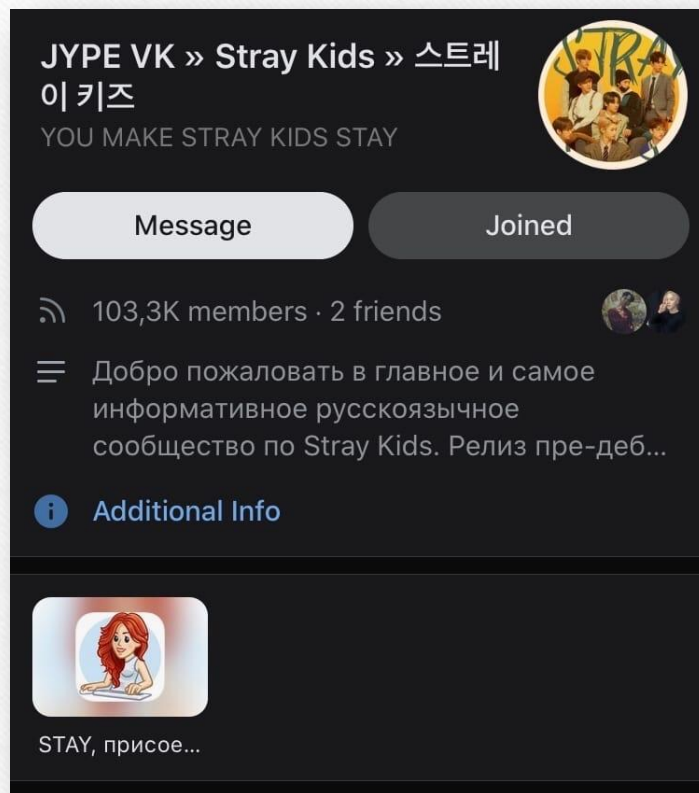 JYPE VK » Stray Kids » 스트레
이 키즈
YOU MAKE STRAY KIDS STAY
Message
Joined
103,3K members · 2 friends
Добро пожаловать в главное и самое
информативное русскоязычное
сообщество по Stray Kids. Релиз пре-деб...
Additional Info
STAY, присое...